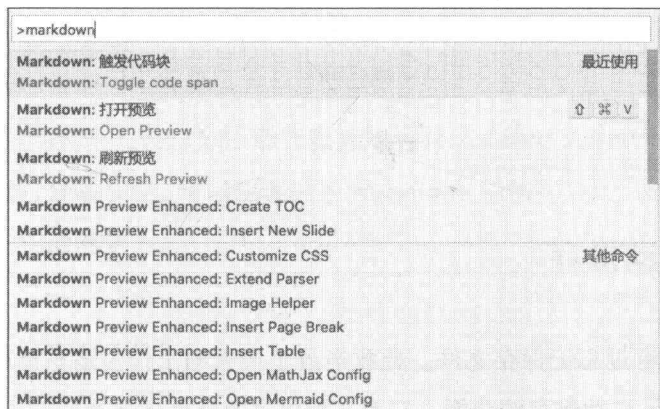 >markdown
Markdown: 触发代码块 最近使用
Markdown: Toggle code span
Markdown: 打开预览 ⇧ ⌘ V
Markdown: Open Preview
Markdown: 刷新预览
Markdown: Refresh Preview
Markdown Preview Enhanced: Create TOC
Markdown Preview Enhanced: Insert New Slide
Markdown Preview Enhanced: Customize CSS 其他命令
Markdown Preview Enhanced: Extend Parser
Markdown Preview Enhanced: Image Helper
Markdown Preview Enhanced: Insert Page Break
Markdown Preview Enhanced: Insert Table
Markdown Preview Enhanced: Open MathJax Config
Markdown Preview Enhanced: Open Mermaid Config